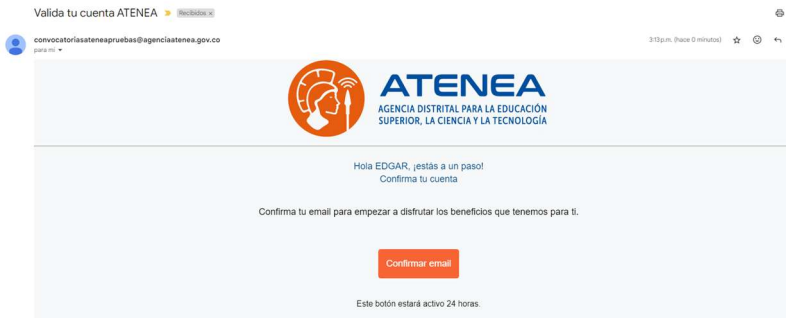 Valida tu cuenta ATENEA
Recibidos x
convocatoriasateneapruebas@agenciaatenea.gov.co
3:13 p.m. (hace 0 minutos)
para mí
ATENEA
AGENCIA DISTRITAL PARA LA EDUCACIÓN
SUPERIOR, LA CIENCIA Y LA TECNOLOGÍA
Hola EDGAR, ¡estás a un paso!
Confirma tu cuenta
Confirma tu email para empezar a disfrutar los beneficios que tenemos para ti.
Confirmar email
Este botón estará activo 24 horas.